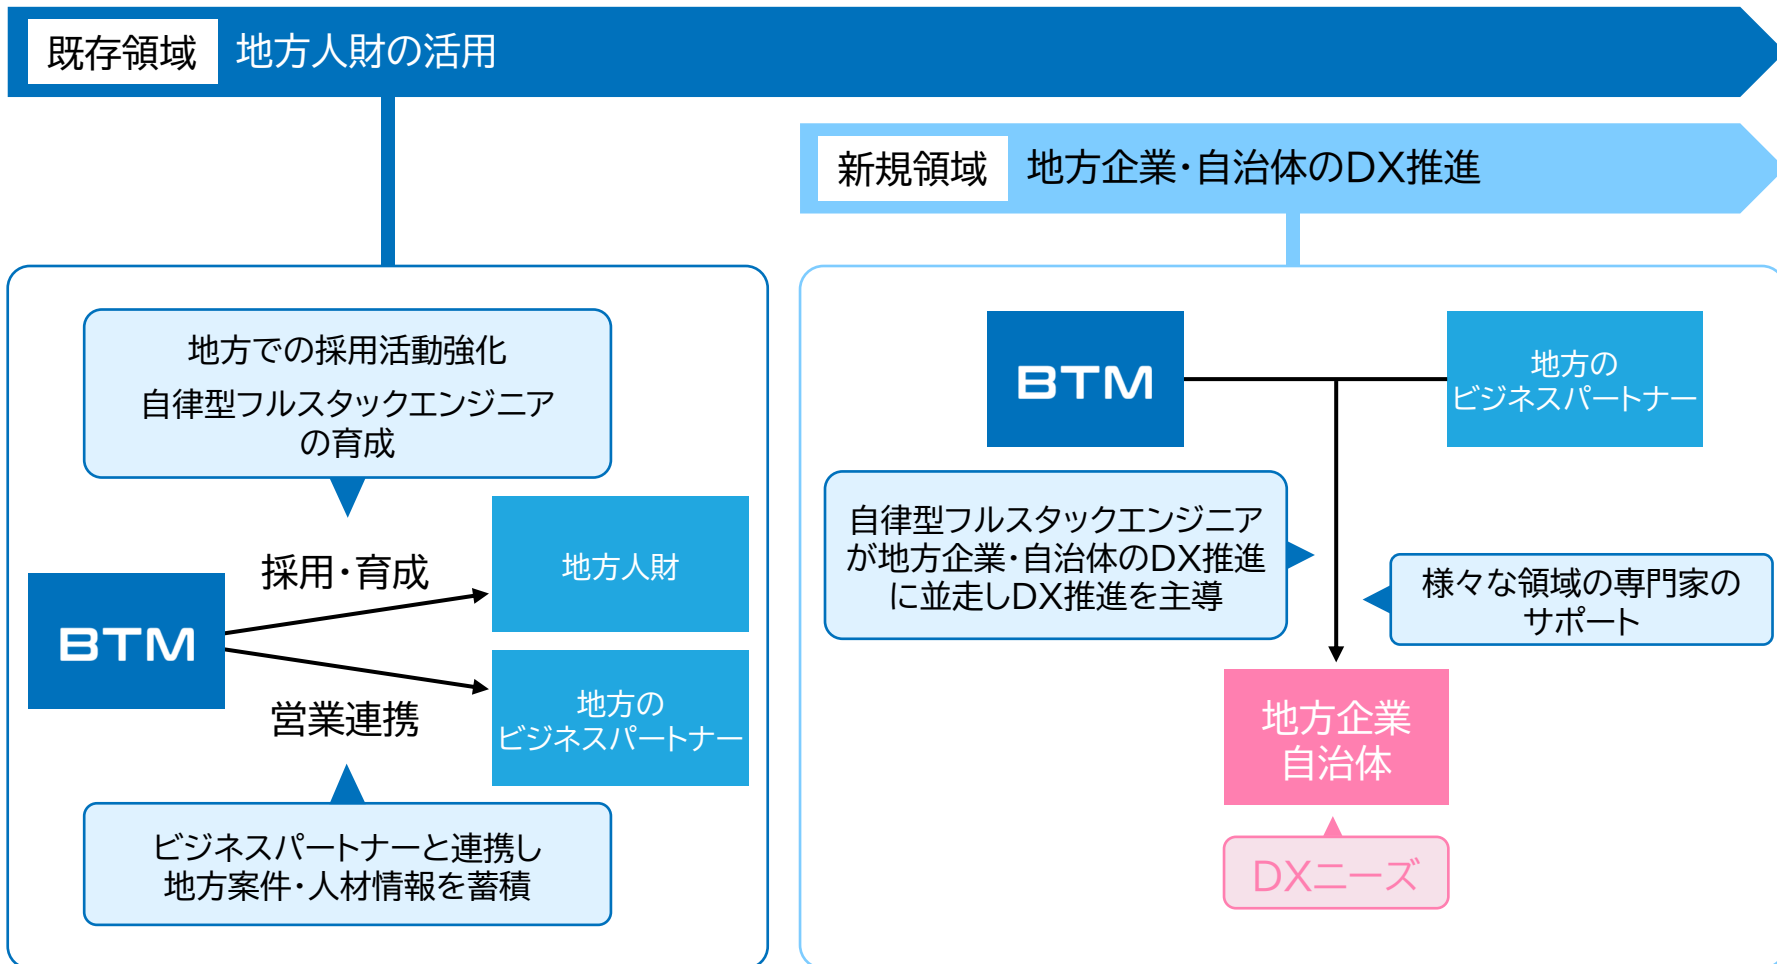 既存領域 地方人財の活用
新規領域 地方企業・自治体のDX推進
地方での採用活動強化
自律型フルスタックエンジニア
の育成
採用・育成
地方人財
BTM
営業連携
地方の
ビジネスパートナー
ビジネスパートナーと連携し
地方案件・人材情報を蓄積
BTM
地方の
ビジネスパートナー
自律型フルスタックエンジニア
が地方企業・自治体のDX推進
に並走しDX推進を主導
様々な領域の専門家の
サポート
地方企業
自治体
DXニーズ